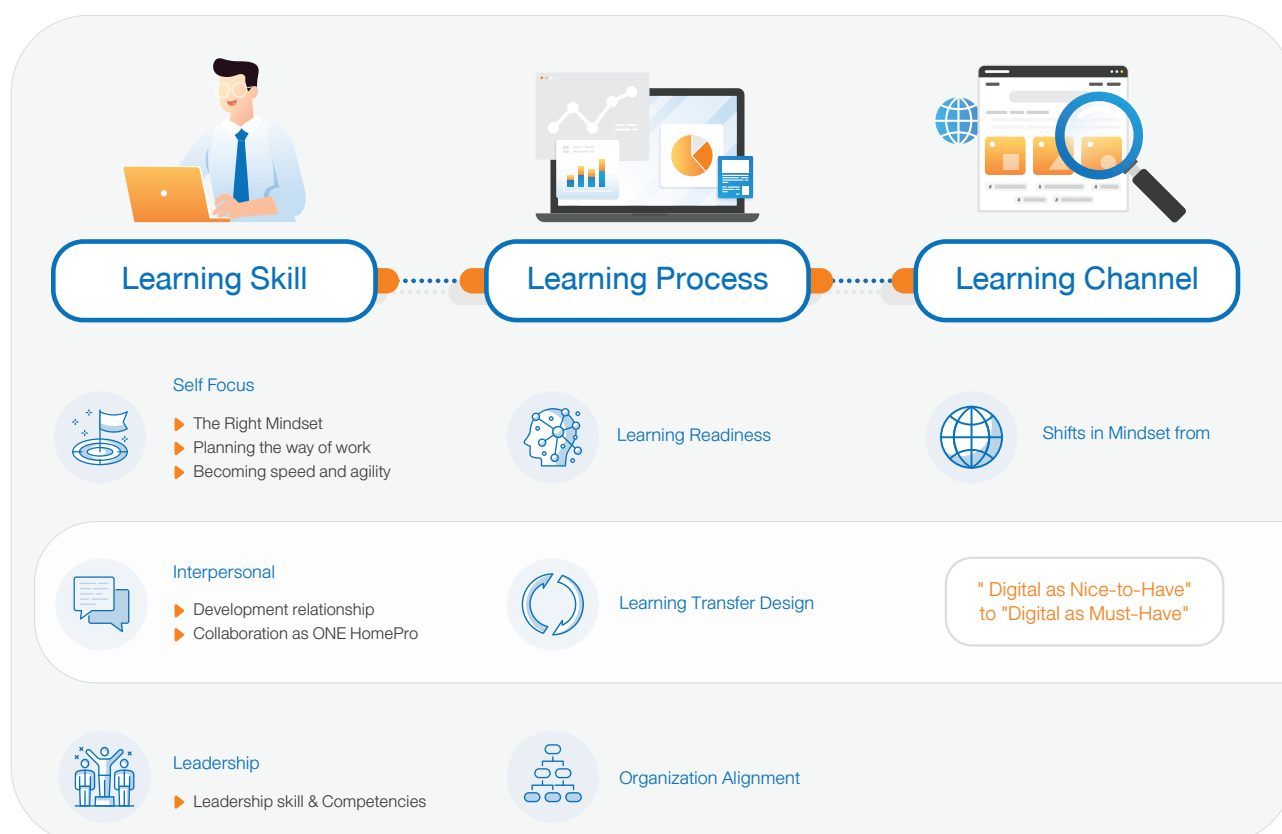 Learning Skill
Learning Process
Learning Channel
Self Focus
The Right Mindset
Planning the way of work
Becoming speed and agility
Learning Readiness
Shifts in Mindset from
Interpersonal
Development relationship
Collaboration as ONE HomePro
Learning Transfer Design
" Digital as Nice-to-Have"
to "Digital as Must-Have"
Leadership
Leadership skill & Competencies
Organization Alignment